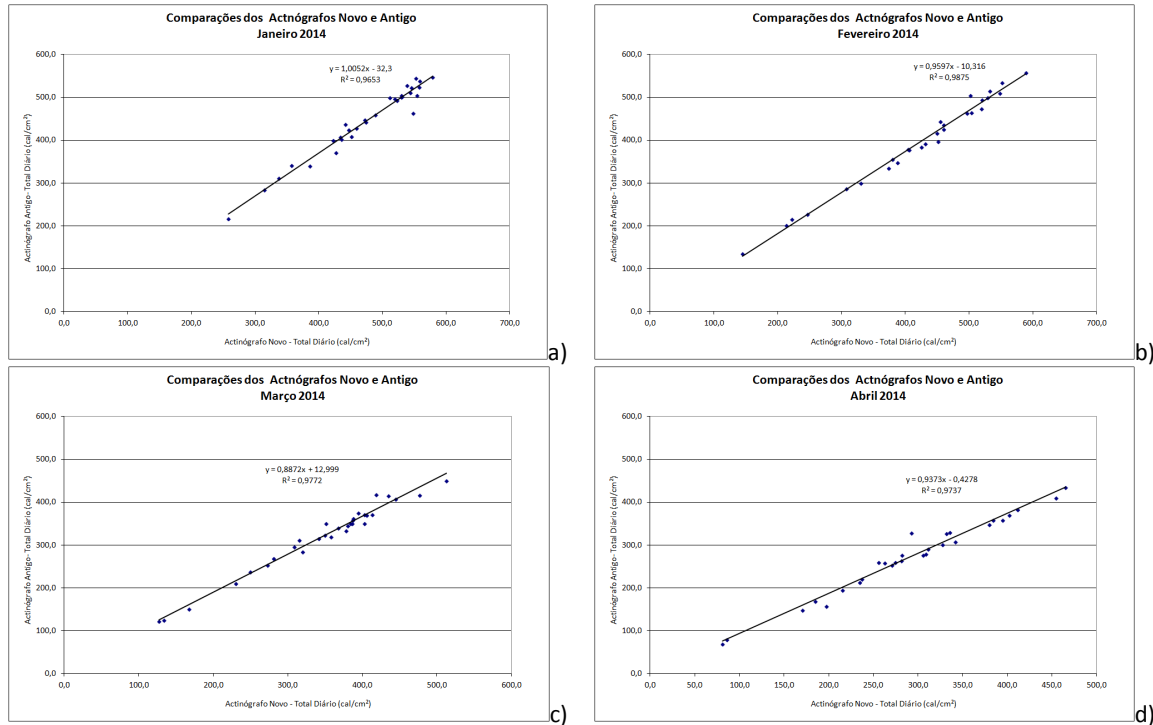 Comparações dos Actnógrafos Novo e Antigo
Janeiro 2014
y = 1,0052x - 32,3
R² = 0,9653
Actinógrafo Antigo- Total Diário (cal/cm²)
600,0
500,0
400,0
300,0
200,0
100,0
0,0
0,0 100,0 200,0 300,0 400,0 500,0 600,0 700,0
Actinógrafo Novo - Total Diário (cal/cm²)
a)
Comparações dos Actnógrafos Novo e Antigo
Fevereiro 2014
y = 0,9597x - 10,316
R² = 0,9875
Actinógrafo Antigo- Total Diário (cal/cm²)
600,0
500,0
400,0
300,0
200,0
100,0
0,0
0,0 100,0 200,0 300,0 400,0 500,0 600,0 700,0
Actinógrafo Novo - Total Diário (cal/cm²)
b)
Comparações dos Actnógrafos Novo e Antigo
Março 2014
y = 0,8872x + 12,999
R² = 0,9772
Actinógrafo Antigo- Total Diário (cal/cm²)
600,0
500,0
400,0
300,0
200,0
100,0
0,0
0,0 100,0 200,0 300,0 400,0 500,0 600,0
Actinógrafo Novo - Total Diário (cal/cm²)
c)
Comparações dos Actnógrafos Novo e Antigo
Abril 2014
y = 0,9373x - 0,4278
R² = 0,9737
Actinógrafo Antigo- Total Diário (cal/cm²)
600,0
500,0
400,0
300,0
200,0
100,0
0,0
0,0 50,0 100,0 150,0 200,0 250,0 300,0 350,0 400,0 450,0 500,0
Actinógrafo Novo - Total Diário (cal/cm²)
d)